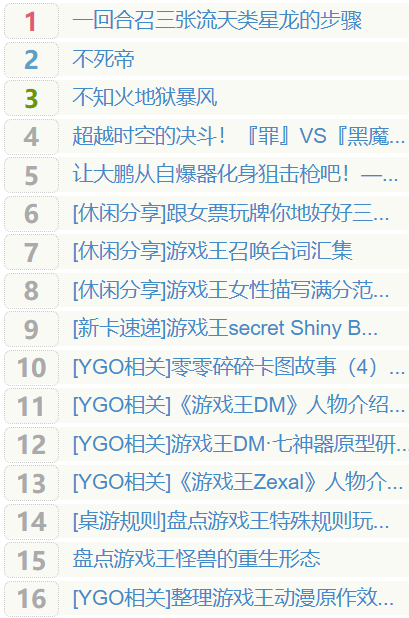 1 一回合召三张流天类星龙的步骤
2 不死帝
3 不知火地狱暴风
4 超越时空的决斗！『罪』VS『黑魔...
5 让大鹏从自爆器化身狙击枪吧！—...
6 [休闲分享]跟女票玩牌你地好好三...
7 [休闲分享]游戏王召唤台词汇集
8 [休闲分享]游戏王女性描写满分范...
9 [新卡速递]游戏王secret Shiny B...
10 [YGO相关]零零碎碎卡图故事（4）...
11 [YGO相关]《游戏王DM》人物介绍...
12 [YGO相关]游戏王DM·七神器原型研...
13 [YGO相关]《游戏王Zexal》人物介...
14 [桌游规则]盘点游戏王特殊规则玩...
15 盘点游戏王怪兽的重生形态
16 [YGO相关]整理游戏王动漫原作效...